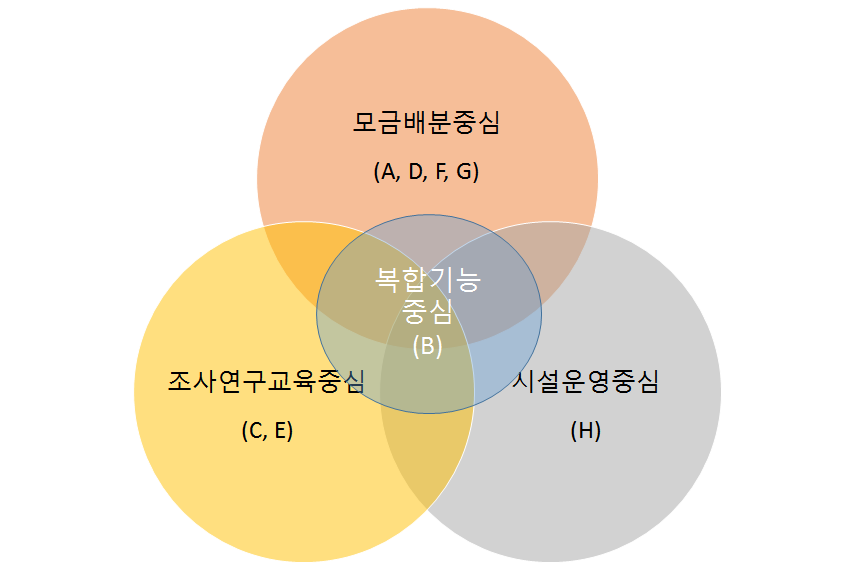 모금배분중심
(A, D, F, G)
복합기능
중심
(B)
조사연구교육중심
(C, E)
시설운영중심
(H)